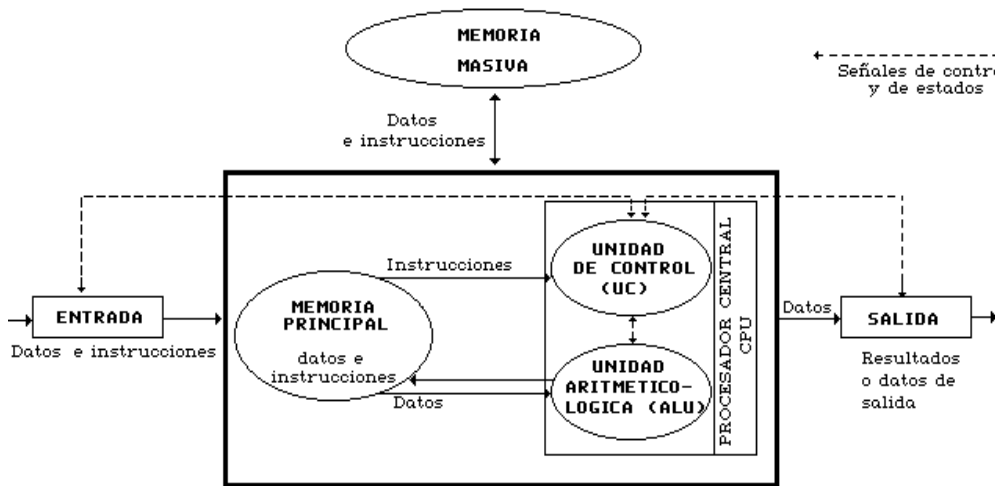 MEMORIA
MASIVA
Señales de contro
y de estados
Datos
e instrucciones
UNIDAD
DE CONTROL
(UC)
Instrucciones
PROCESADOR CENTRAL
CPU
MEMORIA
PRINCIPAL
ENTRADA
Datos
SALIDA
Datos e instrucciones
datos e
instrucciones
UNIDAD
ARITMETICO-
LOGICA (ALU)
Datos
Resultados
o datos de
salida